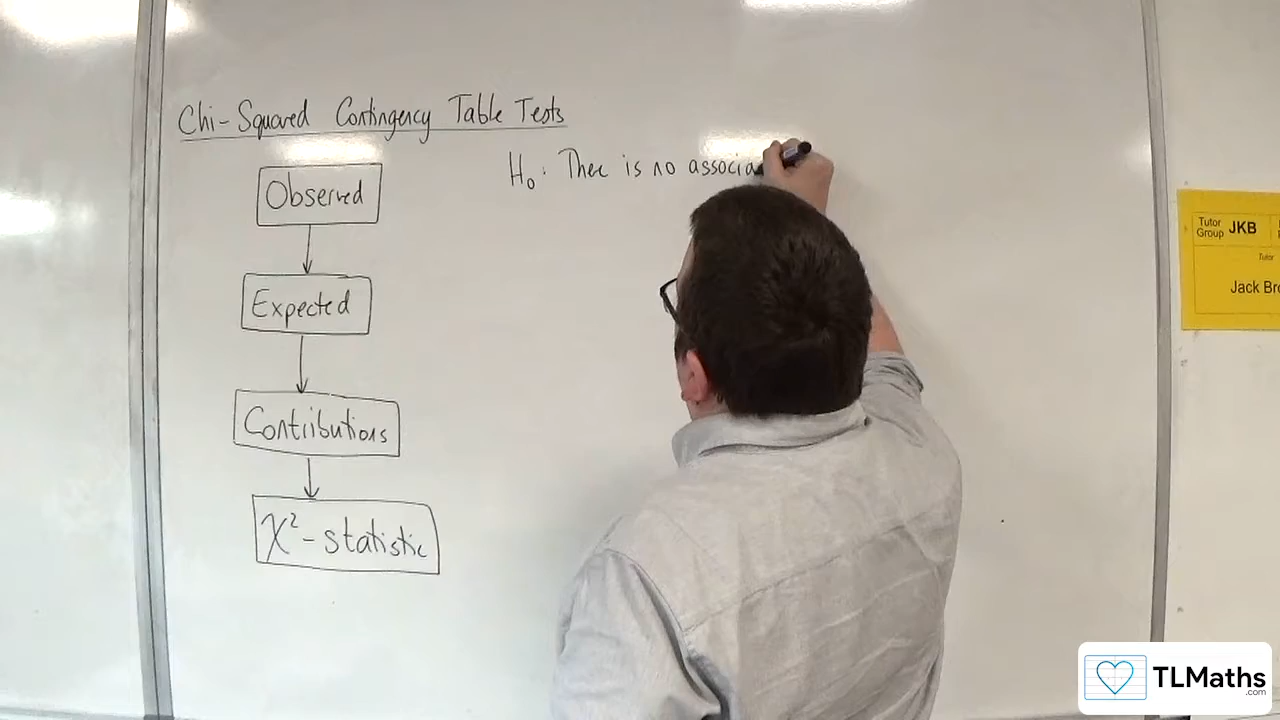 Chi-Squared Contingency Table Tests
Observed
H₀: There is no associa
Expected
Contributions
χ²-statistic
Tutor Group JKB
Tutor
Jack Bro
TLMaths
.com